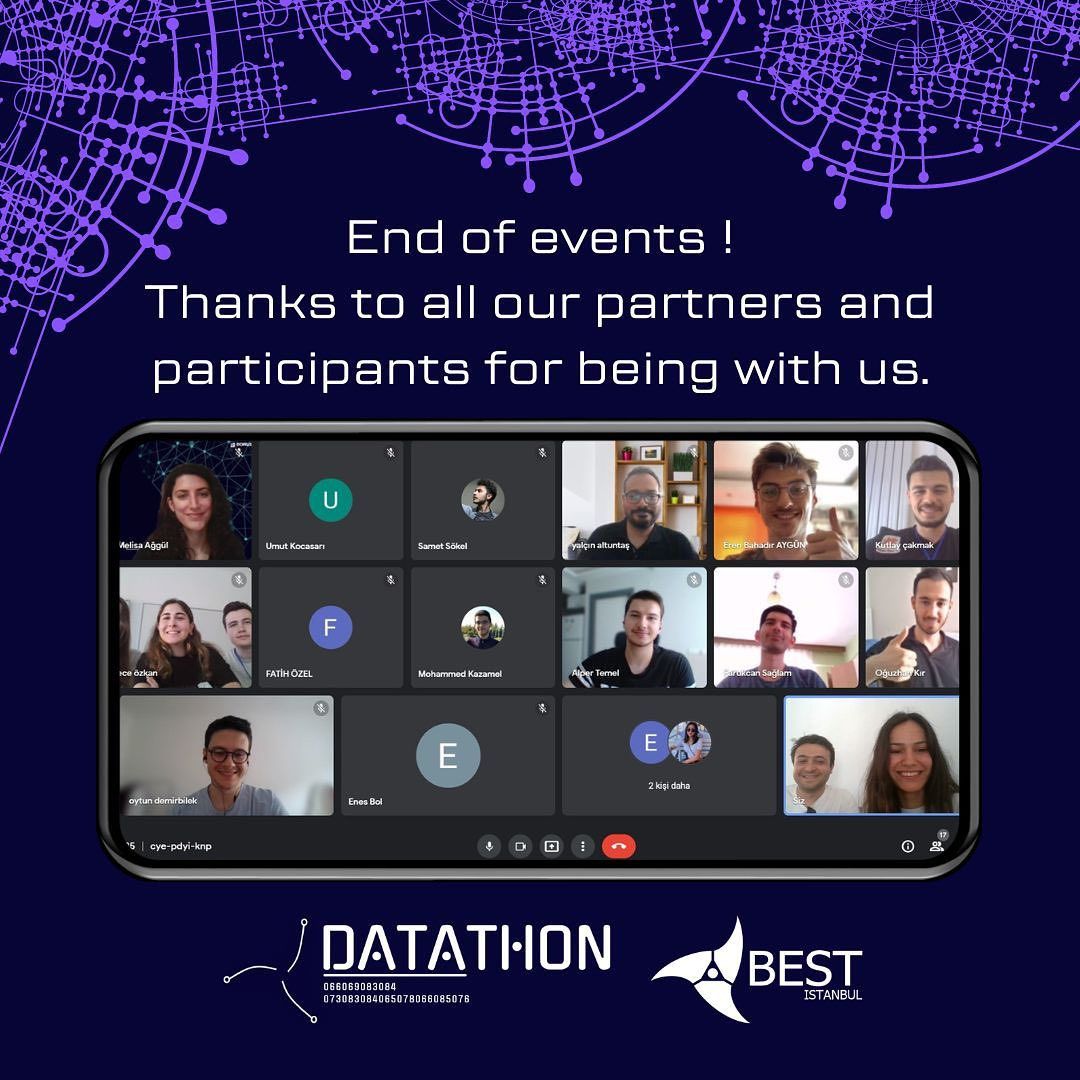 End of events !
Thanks to all our partners and
participants for being with us.
Melisa Ağgül
Umut Kocasarı
Samet Sökel
yalçın altuntaş
Eren Bahadır AYGÜN
Kutlay çakmak
ece özkan
FATİH ÖZEL
Mohammed Kazamel
Alper Temel
Sağlam
Oğuzhan Kır
oytun demirbilek
E
Enes Bol
E
2 kişi daha
Siz
U
F
cye-pdyi-knp
17
DATATHON
066069083084
073083084065078066085076
BEST
ISTANBUL